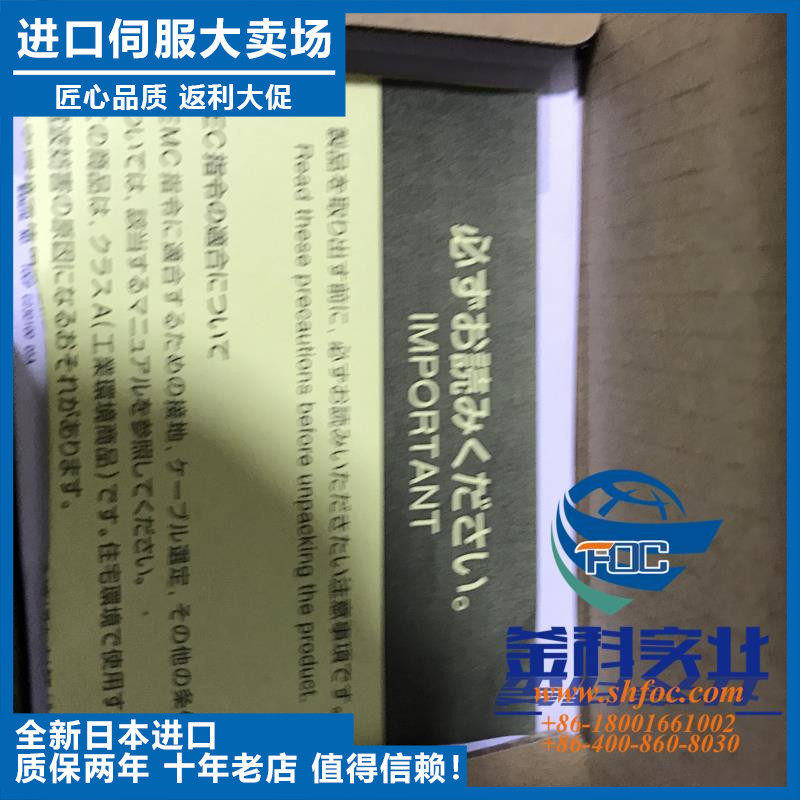 进口伺服大卖场
匠心品质 返利大促
必ずお読みください。
IMPORTANT
製品を取り出す前に、必ずお読みいただきたい注意事項です。
Read these precautions before unpacking the product.
EC指令の適合について
EMC指令に適合するための接地、ケーブル選定、その他の条
ついては、該当するマニュアルを参照してください。
の商品は、クラスA(工業環境商品)です。住宅環境で使用す
波妨害の原因になるおそれがあります。
FOC
金科实业
www.shfoc.com
+86-18001661002
+86-400-860-8030
全新日本进口
质保两年 十年老店 值得信赖!